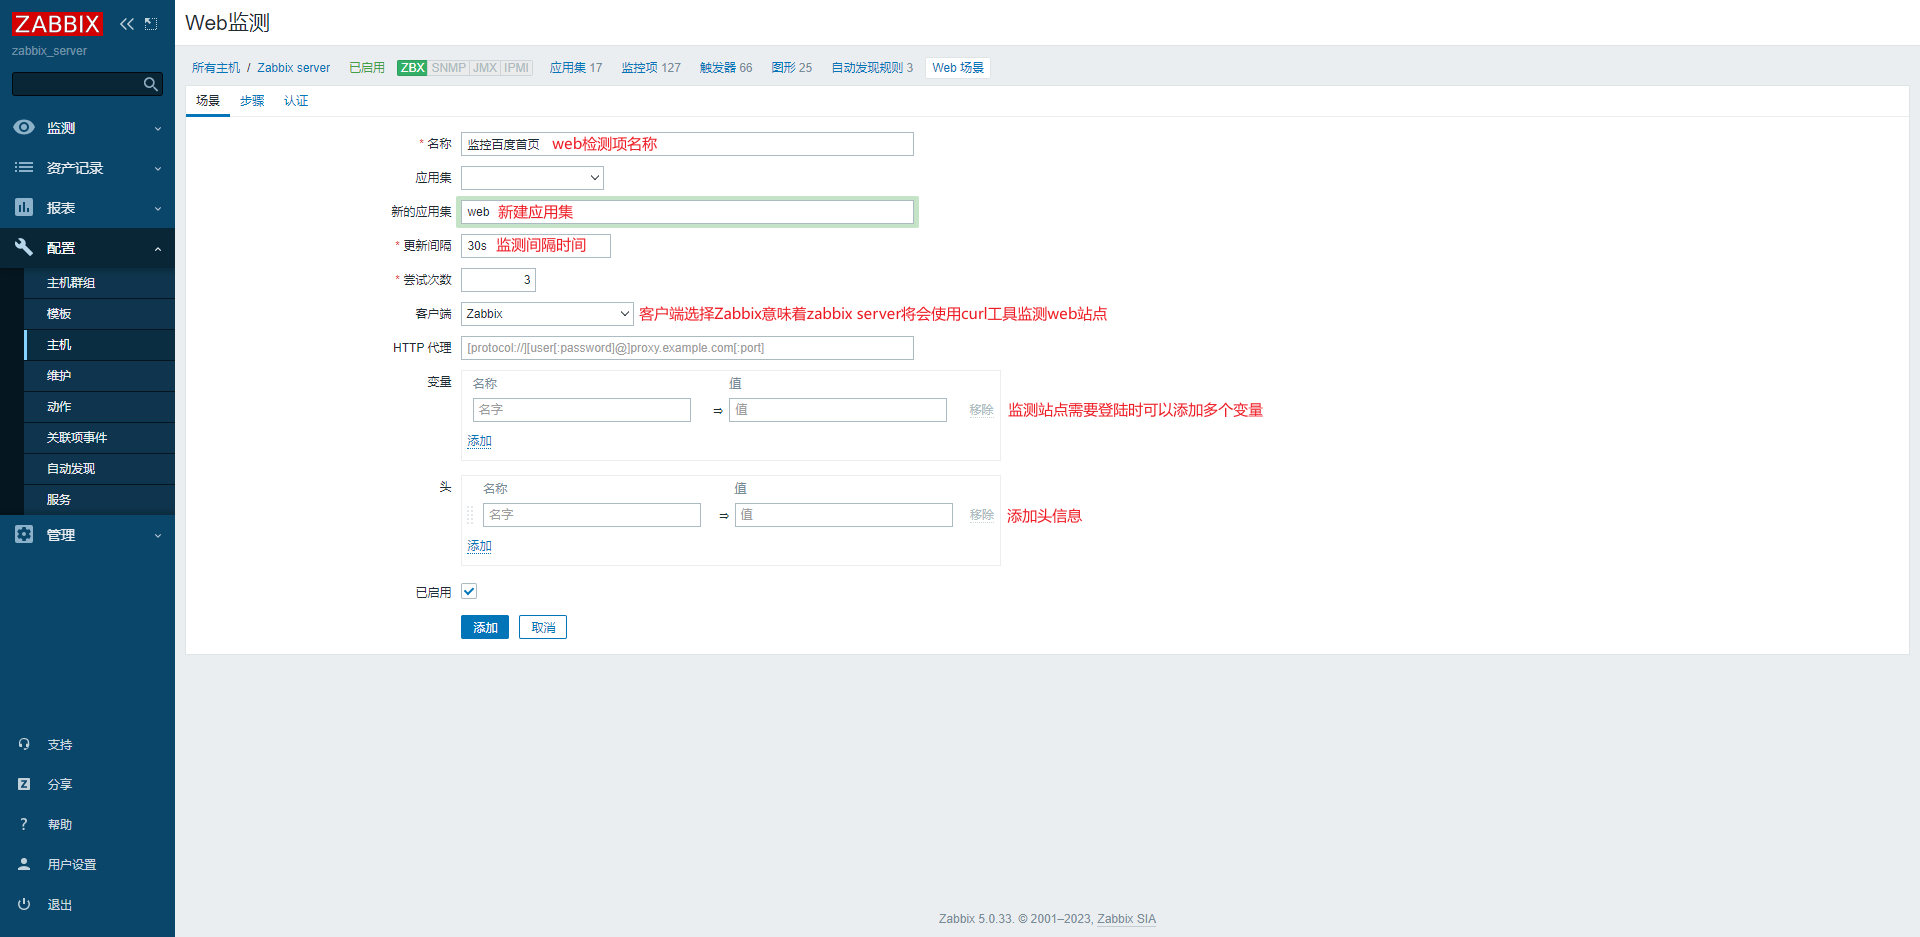 ZABBIX
zabbix_server
监测
资产记录
报表
配置
主机群组
模板
主机
维护
动作
关联项事件
自动发现
服务
管理
支持
分享
帮助
用户设置
退出
Web监测
所有主机 / Zabbix server 已启用 ZBX SNMP JMX IPMI 应用集 17 监控项 127 触发器 66 图形 25 自动发现规则 3 Web 场景
场景 步骤 认证
* 名称 监控百度首页 web检测项名称
应用集
新的应用集 web 新建应用集
* 更新间隔 30s 监测间隔时间
* 尝试次数 3
客户端 Zabbix 客户端选择Zabbix意味着zabbix server将会使用curl工具监测web站点
HTTP 代理 [protocol://][user[:password]@]proxy.example.com[:port]
变量 名称 值
名字 ⇒ 值 移除 监测站点需要登陆时可以添加多个变量
添加
头 名称 值
名字 ⇒ 值 移除 添加头信息
添加
已启用
添加 取消
Zabbix 5.0.33. © 2001–2023, Zabbix SIA